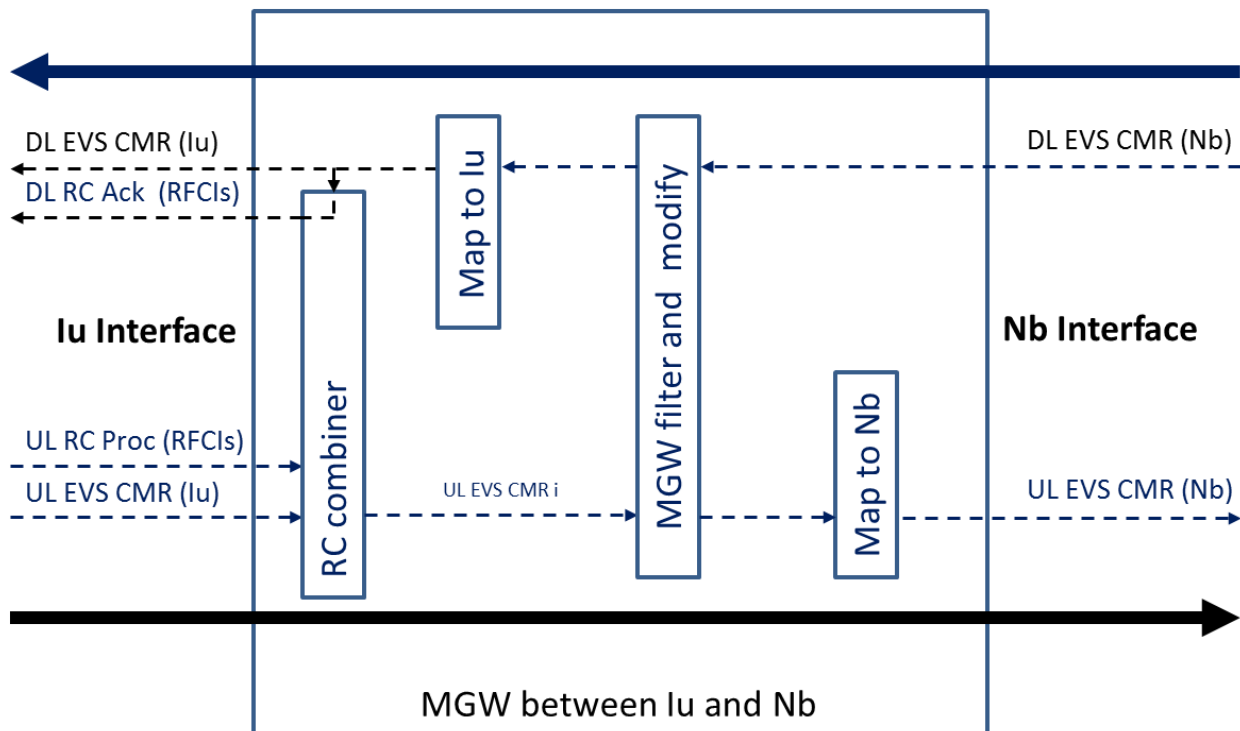 DL EVS CMR (Iu)
DL EVS CMR (Nb)
DL RC Ack (RFCIs)
Map to Iu
MGW filter and modify
Iu Interface
Nb Interface
RC combiner
Map to Nb
UL RC Proc (RFCIs)
UL EVS CMR (Iu)
UL EVS CMR i
UL EVS CMR (Nb)
MGW between Iu and Nb